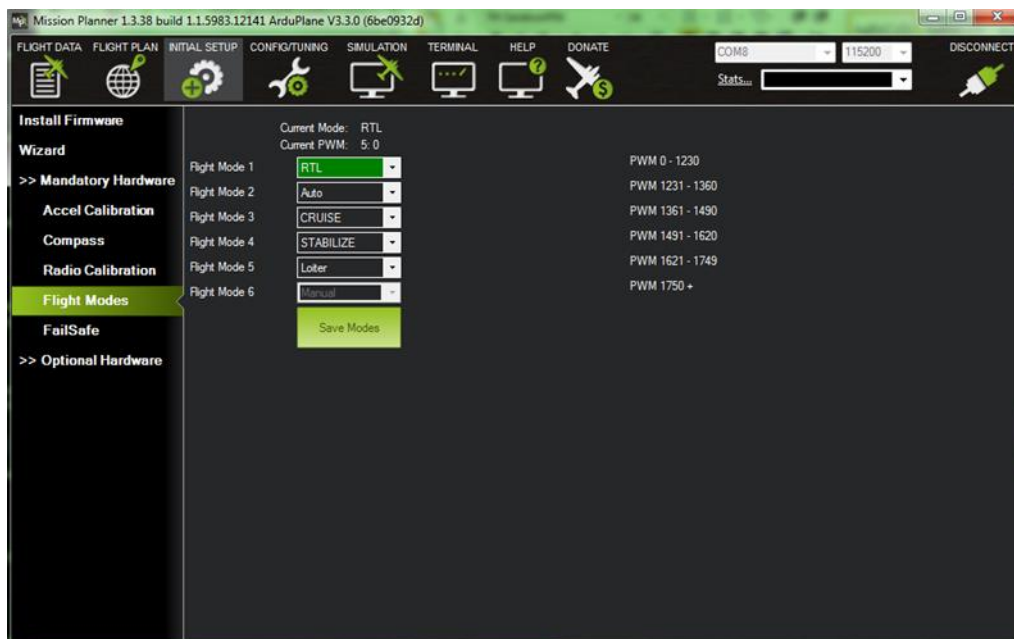 Mission Planner 1.3.38 build 1.1.5983.12141 ArduPlane V3.3.0 (6be0932d)
FLIGHT DATA FLIGHT PLAN INITIAL SETUP CONFIG/TUNING SIMULATION TERMINAL HELP DONATE COM8 115200 DISCONNECT
Stats...
Install Firmware
Wizard
>> Mandatory Hardware
Accel Calibration
Compass
Radio Calibration
Flight Modes
FailSafe
>> Optional Hardware
Current Mode: RTL
Current PWM: 5: 0
Flight Mode 1 RTL PWM 0 - 1230
Flight Mode 2 Auto PWM 1231 - 1360
Flight Mode 3 CRUISE PWM 1361 - 1490
Flight Mode 4 STABILIZE PWM 1491 - 1620
Flight Mode 5 Loiter PWM 1621 - 1749
Flight Mode 6 Manual PWM 1750 +
Save Modes